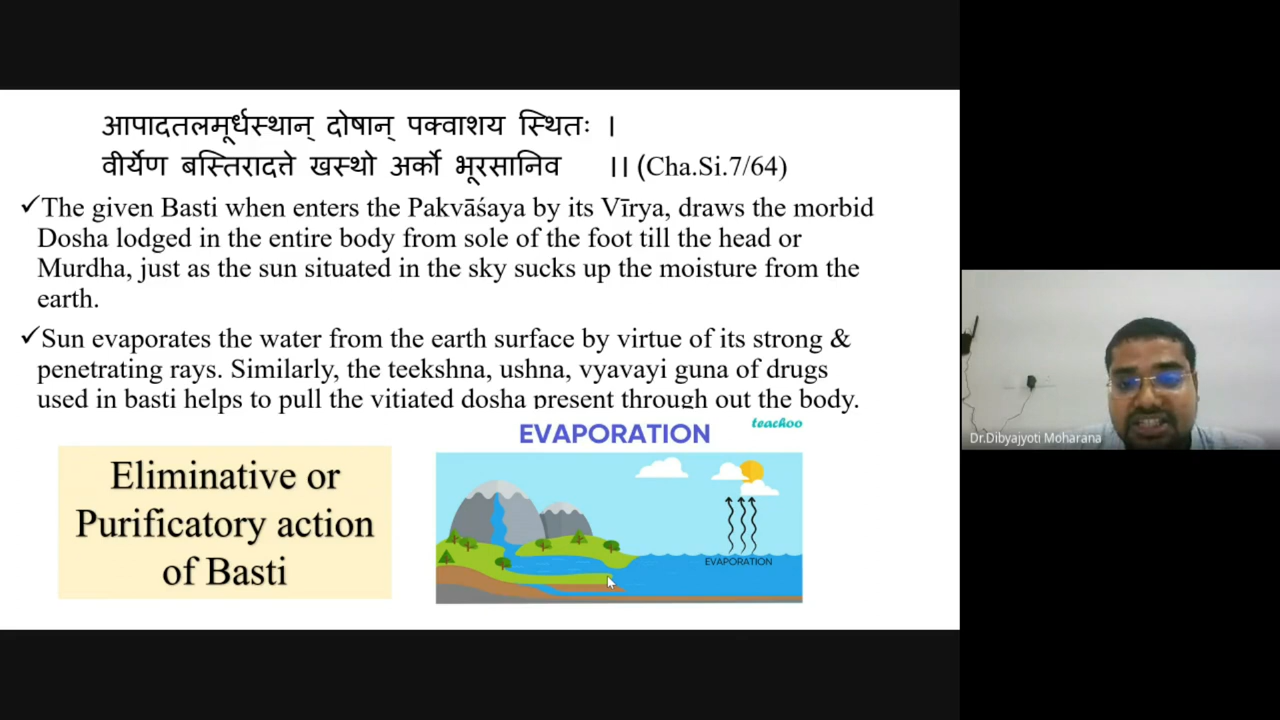 आपादतलमूर्धस्थान् दोषान् पक्वाशय स्थितः ।
वीर्येण बस्तिरादत्ते खस्थो अर्को भूरसानिव ।। (Cha.Si.7/64)
✓The given Basti when enters the Pakvāśaya by its Vīrya, draws the morbid
Dosha lodged in the entire body from sole of the foot till the head or
Murdha, just as the sun situated in the sky sucks up the moisture from the
earth.
✓Sun evaporates the water from the earth surface by virtue of its strong &
penetrating rays. Similarly, the teekshna, ushna, vyavayi guna of drugs
used in basti helps to pull the vitiated dosha present through out the body.
teachoo
EVAPORATION
EVAPORATION
Eliminative or
Purificatory action
of Basti
Dr.Dibyajyoti Moharana